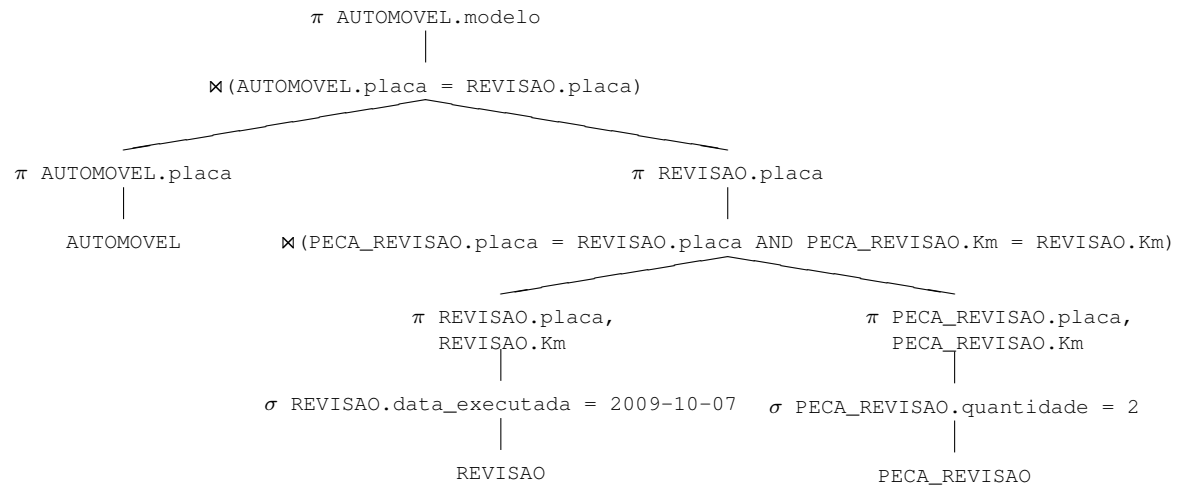 π AUTOMOVEL.modelo
⋈(AUTOMOVEL.placa = REVISAO.placa)
π AUTOMOVEL.placa
π REVISAO.placa
AUTOMOVEL
⋈(PECA_REVISAO.placa = REVISAO.placa AND PECA_REVISAO.Km = REVISAO.Km)
π REVISAO.placa,
REVISAO.Km
π PECA_REVISAO.placa,
PECA_REVISAO.Km
σ REVISAO.data_executada = 2009-10-07
σ PECA_REVISAO.quantidade = 2
REVISAO
PECA_REVISAO